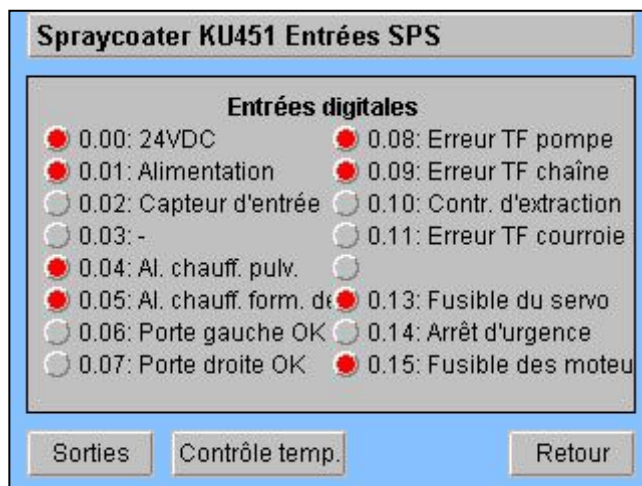 Spraycoater KU451 Entrées SPS
Entrées digitales
0.00: 24VDC
0.01: Alimentation
0.02: Capteur d'entrée
0.03: -
0.04: Al. chauff. pulv.
0.05: Al. chauff. form. de
0.06: Porte gauche OK
0.07: Porte droite OK
0.08: Erreur TF pompe
0.09: Erreur TF chaîne
0.10: Contr. d'extraction
0.11: Erreur TF courroie
0.13: Fusible du servo
0.14: Arrêt d'urgence
0.15: Fusible des moteu
Sorties
Contrôle temp.
Retour